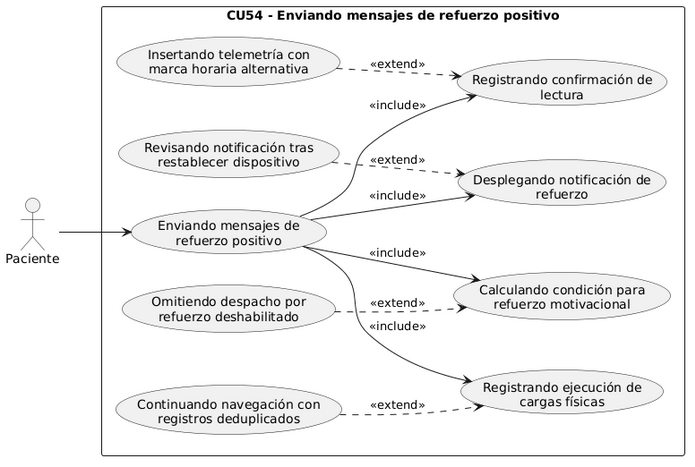 CU54 - Enviando mensajes de refuerzo positivo
Insertando telemetría con
marca horaria alternativa
«extend»
Registrando confirmación de
lectura
«include»
Revisando notificación tras
restablecer dispositivo
«extend»
Desplegando notificación de
refuerzo
«include»
Paciente
Enviando mensajes de
refuerzo positivo
«include»
Calculando condición para
refuerzo motivacional
Omitiendo despacho por
refuerzo deshabilitado
«extend»
«include»
Registrando ejecución de
cargas físicas
Continuando navegación con
registros deduplicados
«extend»